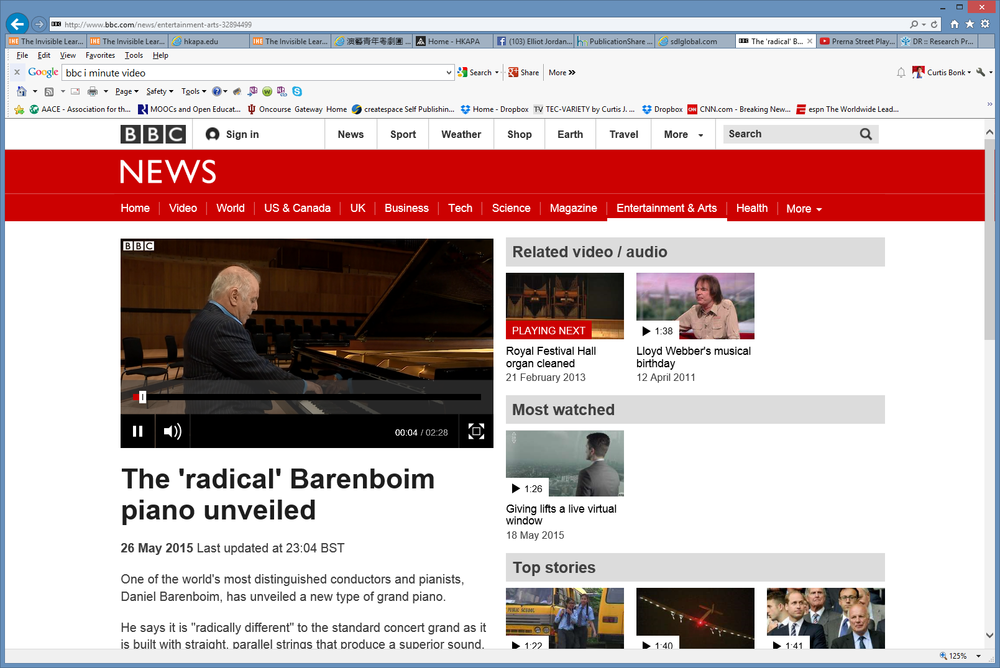 http://www.bbc.com/news/entertainment-arts-32894499
The Invisible Lear...
The Invisible Lear...
hkapa.edu
The Invisible Lear...
演藝青年粵劇團 ...
Home - HKAPA
(103) Elliot Jordan...
PublicationShare ...
sdlglobal.com
The 'radical' B...
Prerna Street Play...
DR :: Research Pr...
File Edit View Favorites Tools Help
x Google bbc i minute video Search Share More » Curtis Bonk
Page Safety Tools
AACE - Association for th... MOOCs and Open Educat... Oncourse Gateway Home createspace Self Publishin... Home - Dropbox TEC-VARIETY by Curtis J. ... Dropbox CNN.com - Breaking New... espn The Worldwide Lead...
BBC Sign in News Sport Weather Shop Earth Travel More Search
NEWS
Home Video World US & Canada UK Business Tech Science Magazine Entertainment & Arts Health More
BBC
00:04 / 02:28
The 'radical' Barenboim
piano unveiled
26 May 2015 Last updated at 23:04 BST
One of the world's most distinguished conductors and pianists,
Daniel Barenboim, has unveiled a new type of grand piano.
He says it is "radically different" to the standard concert grand as it
is built with straight, parallel strings that produce a superior sound.
Related video / audio
PLAYING NEXT
Royal Festival Hall
organ cleaned
21 February 2013
1:38
Lloyd Webber's musical
birthday
12 April 2011
Most watched
1:26
Giving lifts a live virtual
window
18 May 2015
Top stories
PUBLIC SCHOOL
1:22
1:40
1:41
125%